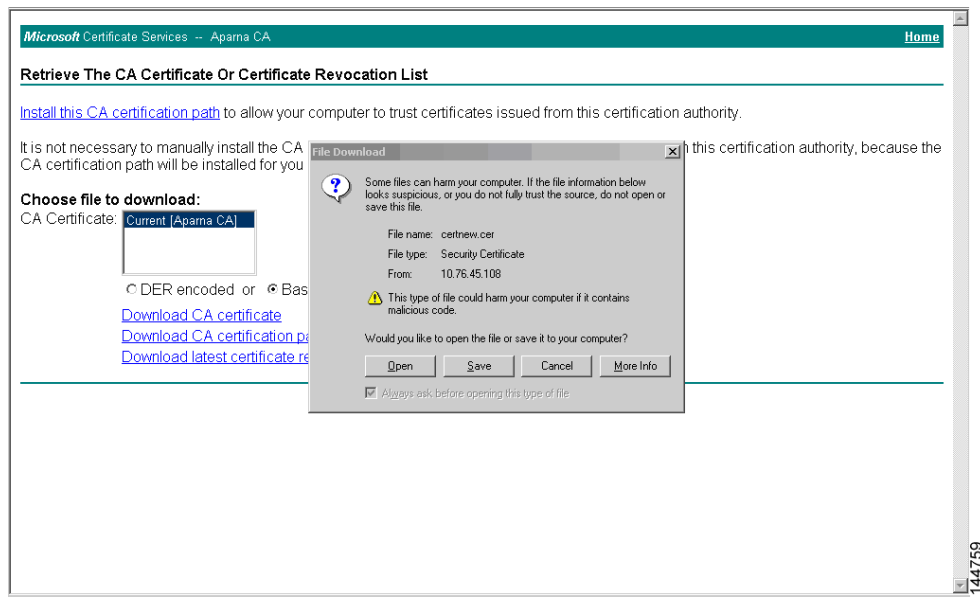 Microsoft Certificate Services -- Aparna CA Home
Retrieve The CA Certificate Or Certificate Revocation List
Install this CA certification path to allow your computer to trust certificates issued from this certification authority.
It is not necessary to manually install the CA
this certification authority, because the
CA certification path will be installed for you
Choose file to download:
CA Certificate: Current [Aparna CA]
DER encoded or Bas
Download CA certificate
Download CA certification pa
Download latest certificate re
File Download
Some files can harm your computer. If the file information below
looks suspicious, or you do not fully trust the source, do not open or
save this file.
File name: certnew.cer
File type: Security Certificate
From: 10.76.45.108
This type of file could harm your computer if it contains
malicious code.
Would you like to open the file or save it to your computer?
Open Save Cancel More Info
Always ask before opening this type of file
144759